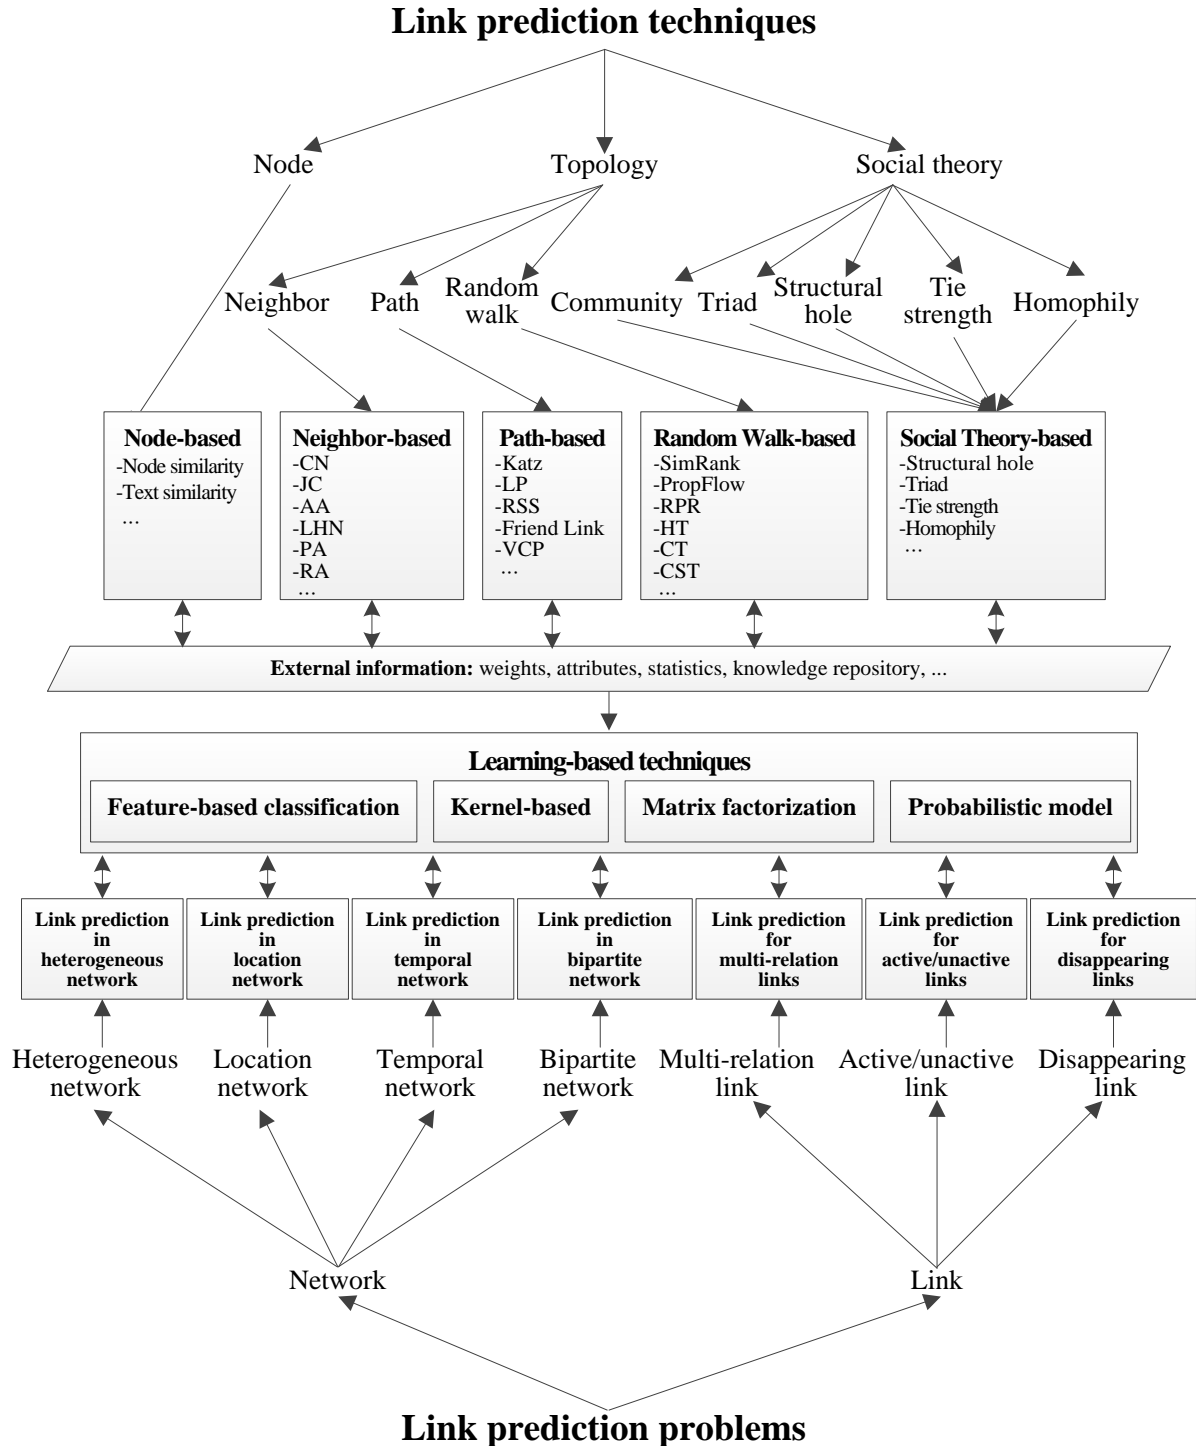 Link prediction techniques
Node
Topology
Social theory
Neighbor
Path
Random
walk
Community
Triad
Structural
hole
Tie
strength
Homophily
Node-based
-Node similarity
-Text similarity
...
Neighbor-based
-CN
-JC
-AA
-LHN
-PA
-RA
...
Path-based
-Katz
-LP
-RSS
-Friend Link
-VCP
...
Random Walk-based
-SimRank
-PropFlow
-RPR
-HT
-CT
-CST
...
Social Theory-based
-Structural hole
-Triad
-Tie strength
-Homophily
...
External information: weights, attributes, statistics, knowledge repository, ...
Learning-based techniques
Feature-based classification
Kernel-based
Matrix factorization
Probabilistic model
Link prediction
in
heterogeneous
network
Link prediction
in
location
network
Link prediction
in
temporal
network
Link prediction
in
bipartite
network
Link prediction
for
multi-relation
links
Link prediction
for
active/unactive
links
Link prediction
for
disappearing
links
Heterogeneous
network
Location
network
Temporal
network
Bipartite
network
Multi-relation
link
Active/unactive
link
Disappearing
link
Network
Link
Link prediction problems